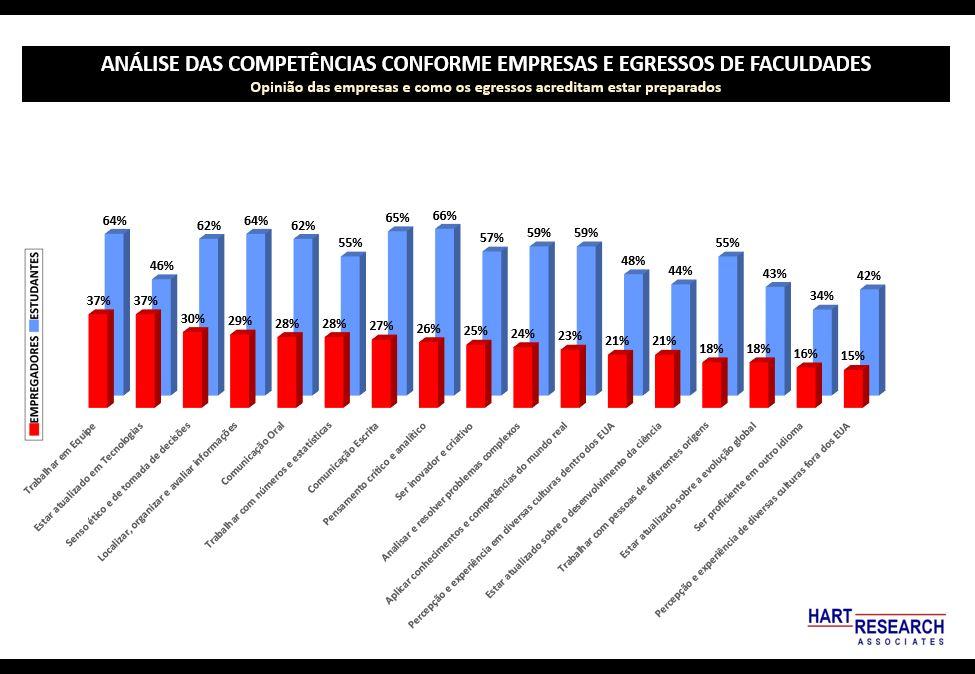 ANÁLISE DAS COMPETÊNCIAS CONFORME EMPRESAS E EGRESSOS DE FACULDADES
Opinião das empresas e como os egressos acreditam estar preparados
EMPREGADORES ESTUDANTES
64%
46%
62%
64%
62%
55%
65%
66%
57%
59%
59%
48%
44%
55%
43%
34%
42%
37%
37%
30%
29%
28%
28%
27%
26%
25%
24%
23%
21%
21%
18%
18%
16%
15%
Trabalhar em Equipe
Estar atualizado em Tecnologias
Senso ético e de tomada de decisões
Localizar, organizar e avaliar informações
Comunicação Oral
Trabalhar com números e estatísticas
Comunicação Escrita
Pensamento crítico e analítico
Ser inovador e criativo
Analisar e resolver problemas complexos
Aplicar conhecimentos e competências do mundo real
Percepção e experiência em diversas culturas dentro dos EUA
Estar atualizado sobre o desenvolvimento da ciência
Trabalhar com pessoas de diferentes origens
Estar atualizado sobre a evolução global
Ser proficiente em outro idioma
Percepção e experiência de diversas culturas fora dos EUA
HART
RESEARCH
ASSOCIATES